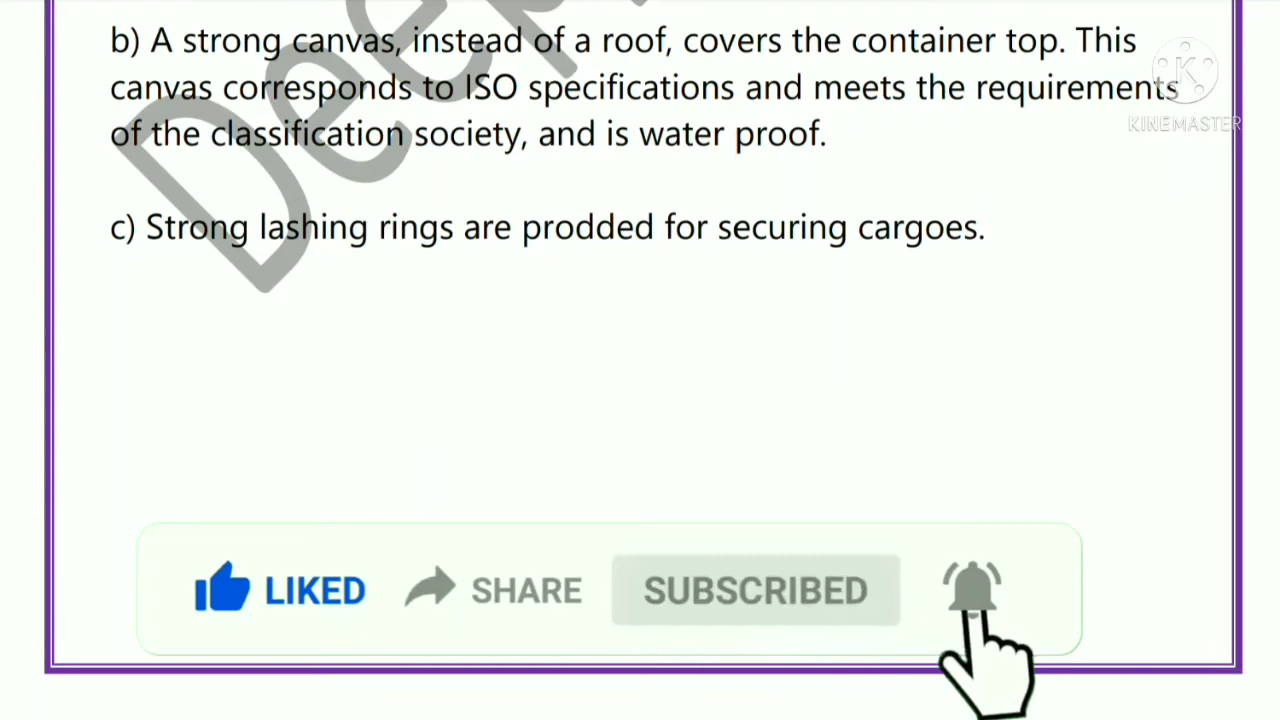 b) A strong canvas, instead of a roof, covers the container top. This
canvas corresponds to ISO specifications and meets the requirements
of the classification society, and is water proof.
c) Strong lashing rings are prodded for securing cargoes.
K
KINEMASTER
Deep
LIKED
SHARE
SUBSCRIBED